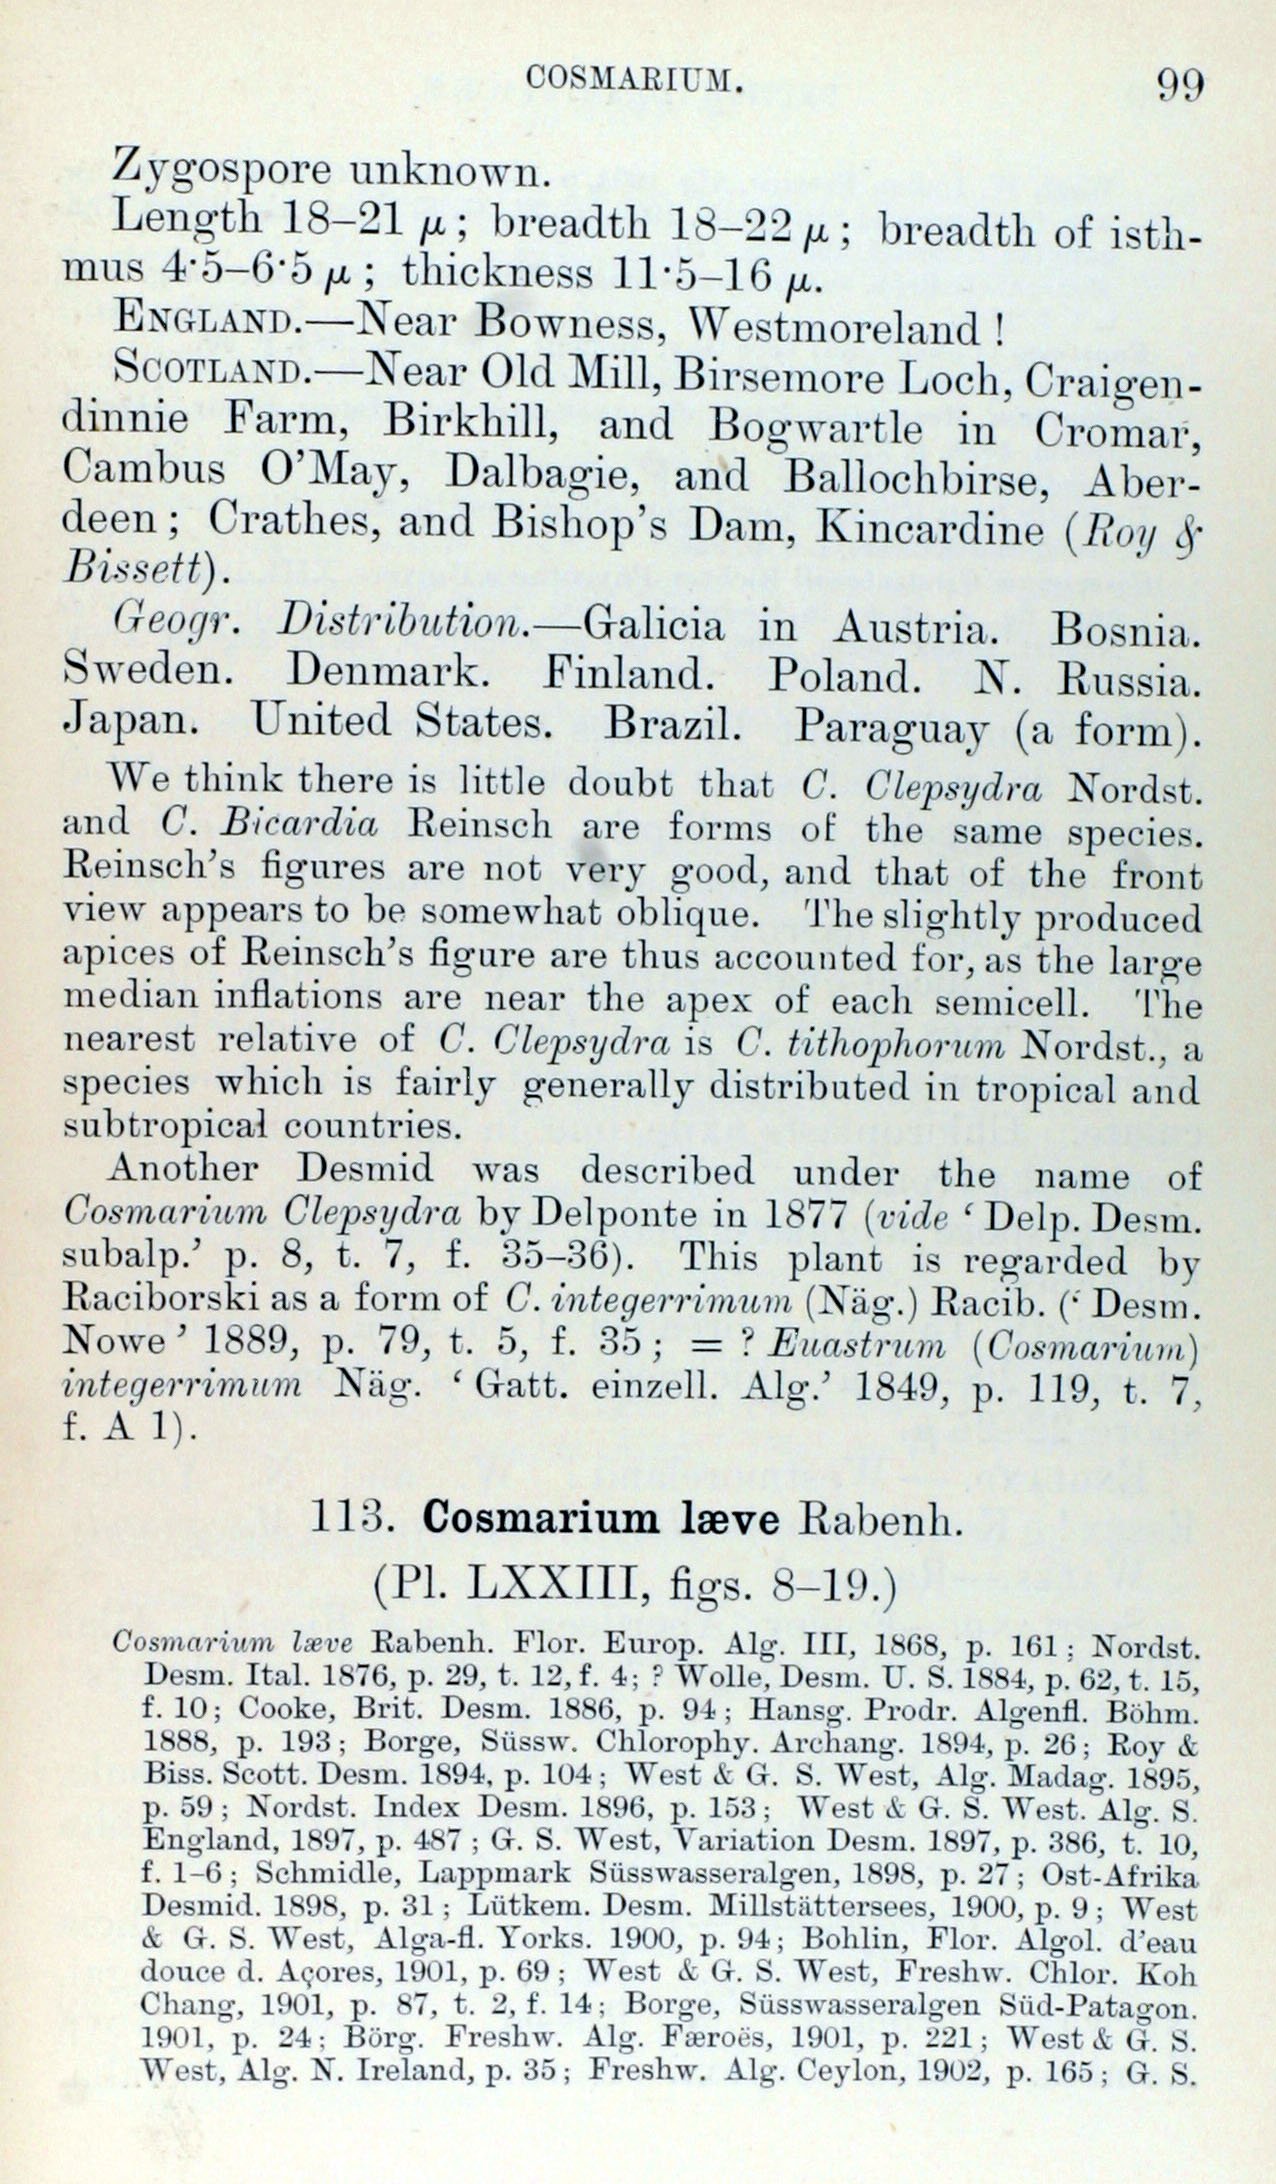 COSMARIUM. 99
Zygospore unknown.
Length 18–21 μ; breadth 18–22 μ; breadth of isth-
mus 4·5–6·5 μ; thickness 11·5–16 μ.
ENGLAND.—Near Bowness, Westmoreland !
SCOTLAND.—Near Old Mill, Birsemore Loch, Craigen-
dinnie Farm, Birkhill, and Bogwartle in Cromar,
Cambus O'May, Dalbagie, and Ballochbirse, Aber-
deen; Crathes, and Bishop's Dam, Kincardine (Roy &
Bissett).
Geogr. Distribution.—Galicia in Austria. Bosnia.
Sweden. Denmark. Finland. Poland. N. Russia.
Japan. United States. Brazil. Paraguay (a form).
We think there is little doubt that C. Clepsydra Nordst.
and C. Bicardia Reinsch are forms of the same species.
Reinsch's figures are not very good, and that of the front
view appears to be somewhat oblique. The slightly produced
apices of Reinsch's figure are thus accounted for, as the large
median inflations are near the apex of each semicell. The
nearest relative of C. Clepsydra is C. tithophorum Nordst., a
species which is fairly generally distributed in tropical and
subtropical countries.
Another Desmid was described under the name of
Cosmarium Clepsydra by Delponte in 1877 (vide ‘Delp. Desm.
subalp.’ p. 8, t. 7, f. 35–36). This plant is regarded by
Raciborski as a form of C. integerrimum (Näg.) Racib. (‘Desm.
Nowe’ 1889, p. 79, t. 5, f. 35; = ? Euastrum (Cosmarium)
integerrimum Näg. ‘Gatt. einzell. Alg.’ 1849, p. 119, t. 7,
f. A 1).
113. Cosmarium læve Rabenh.
(Pl. LXXIII, figs. 8–19.)
Cosmarium læve Rabenh. Flor. Europ. Alg. III, 1868, p. 161; Nordst.
Desm. Ital. 1876, p. 29, t. 12, f. 4; ? Wolle, Desm. U. S. 1884, p. 62, t. 15,
f. 10; Cooke, Brit. Desm. 1886, p. 94; Hansg. Prodr. Algenfl. Böhm.
1888, p. 193; Borge, Süssw. Chlorophy. Archang. 1894, p. 26; Roy &
Biss. Scott. Desm. 1894, p. 104; West & G. S. West, Alg. Madag. 1895,
p. 59; Nordst. Index Desm. 1896, p. 153; West & G. S. West. Alg. S.
England, 1897, p. 487; G. S. West, Variation Desm. 1897, p. 386, t. 10,
f. 1–6; Schmidle, Lappmark Süsswasseralgen, 1898, p. 27; Ost-Afrika
Desmid. 1898, p. 31; Lütkem. Desm. Millstättersees, 1900, p. 9; West
& G. S. West, Alga-fl. Yorks. 1900, p. 94; Bohlin, Flor. Algol. d'eau
douce d. Açores, 1901, p. 69; West & G. S. West, Freshw. Chlor. Koh
Chang, 1901, p. 87, t. 2, f. 14; Borge, Süsswasseralgen Süd-Patagon.
1901, p. 24; Börg. Freshw. Alg. Færoës, 1901, p. 221; West & G. S.
West, Alg. N. Ireland, p. 35; Freshw. Alg. Ceylon, 1902, p. 165; G. S.